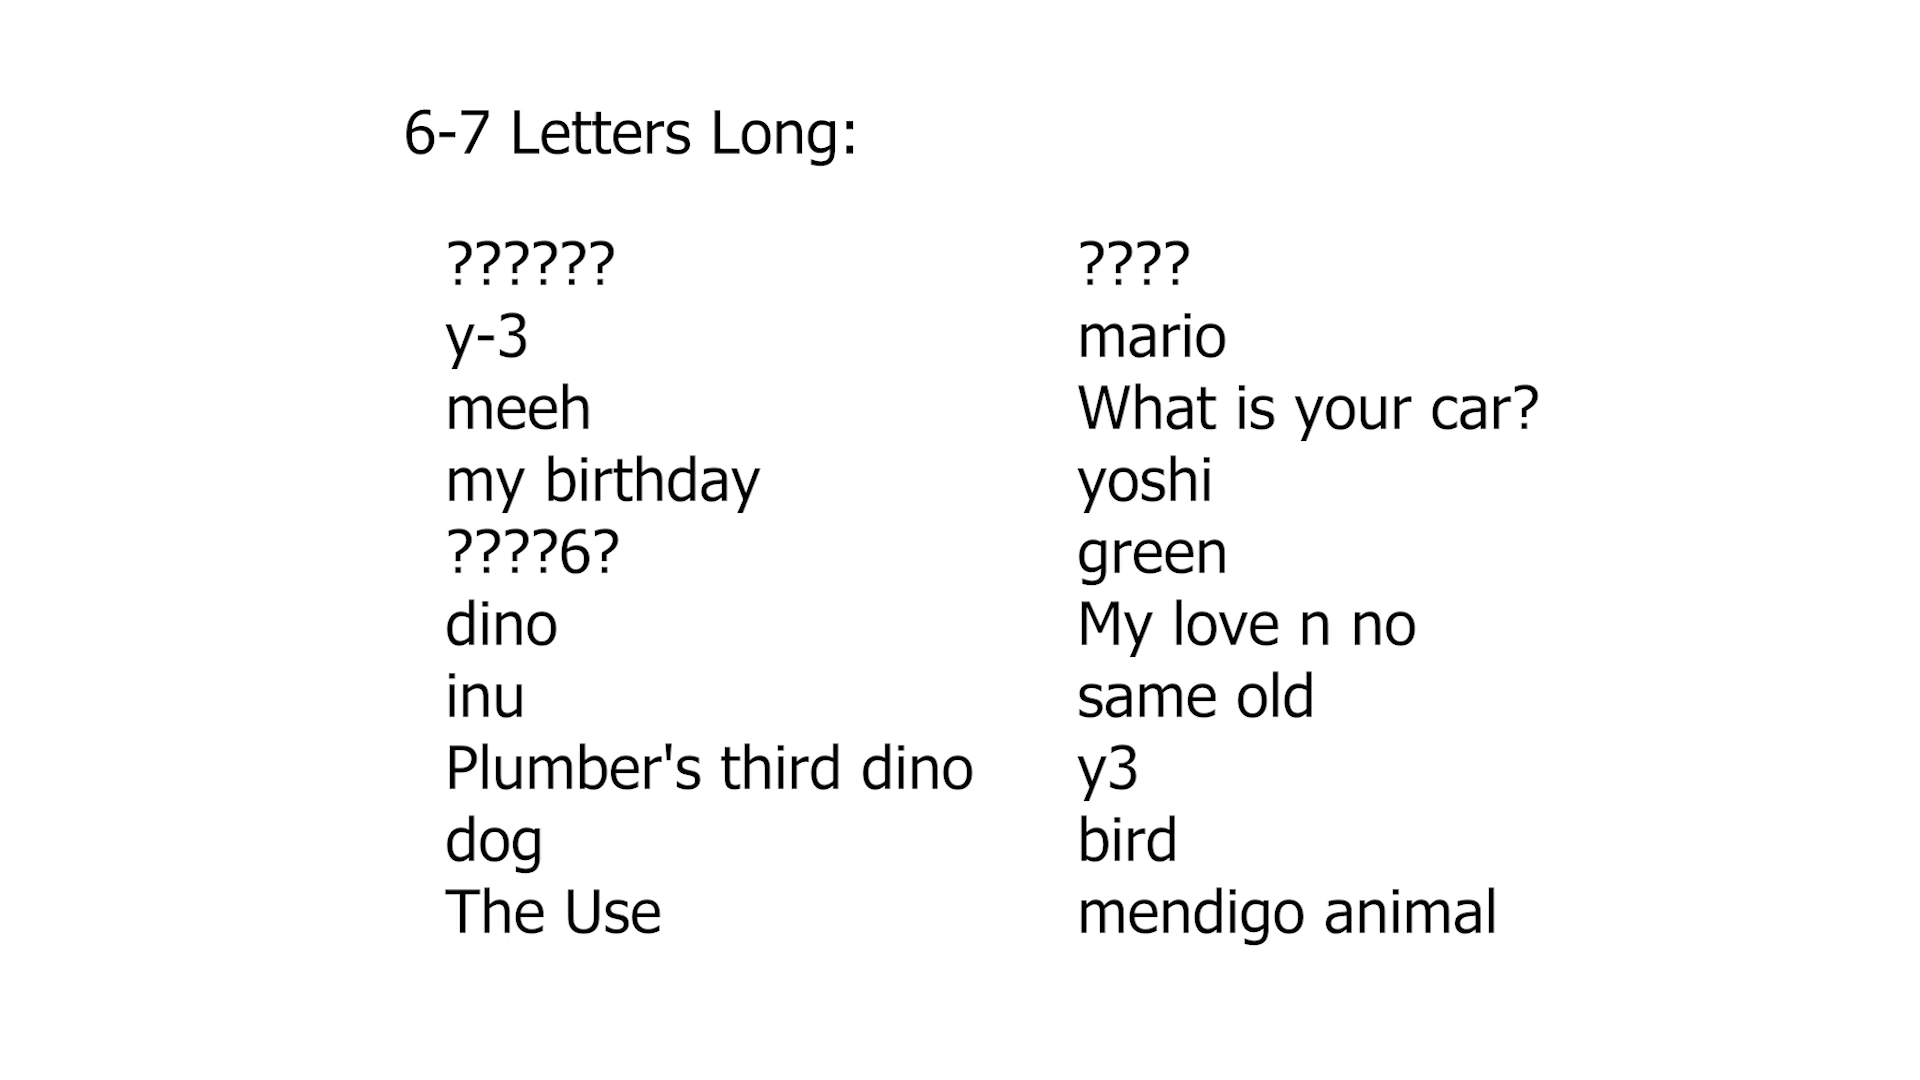 6-7 Letters Long:
??????
y-3
meeh
my birthday
????6?
dino
inu
Plumber's third dino
dog
The Use
????
mario
What is your car?
yoshi
green
My love n no
same old
y3
bird
mendigo animal